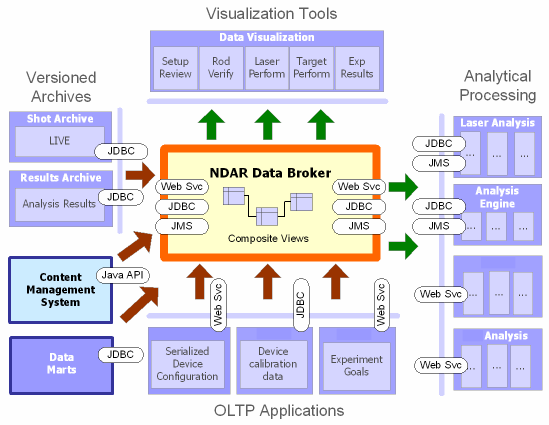 Visualization Tools
Data Visualization
Setup Review
Rod Verify
Laser Perform
Target Perform
Exp Results
Versioned
Archives
Shot Archive
LIVE
JDBC
Results Archive
Analysis Results
JDBC
Content
Management
System
Java API
Data
Marts
JDBC
NDAR Data Broker
Web Svc
JDBC
JMS
Composite Views
Web Svc
JDBC
JMS
Analytical
Processing
Laser Analysis
JDBC
JMS
... ... ...
Analysis
Engine
JDBC
JMS
... ... ...
Web Svc
... ... ...
Analysis
Web Svc
... ... ...
Web Svc
JDBC
Web Svc
Serialized
Device
Configuration
Device
calibration
data
Experiment
Goals
OLTP Applications